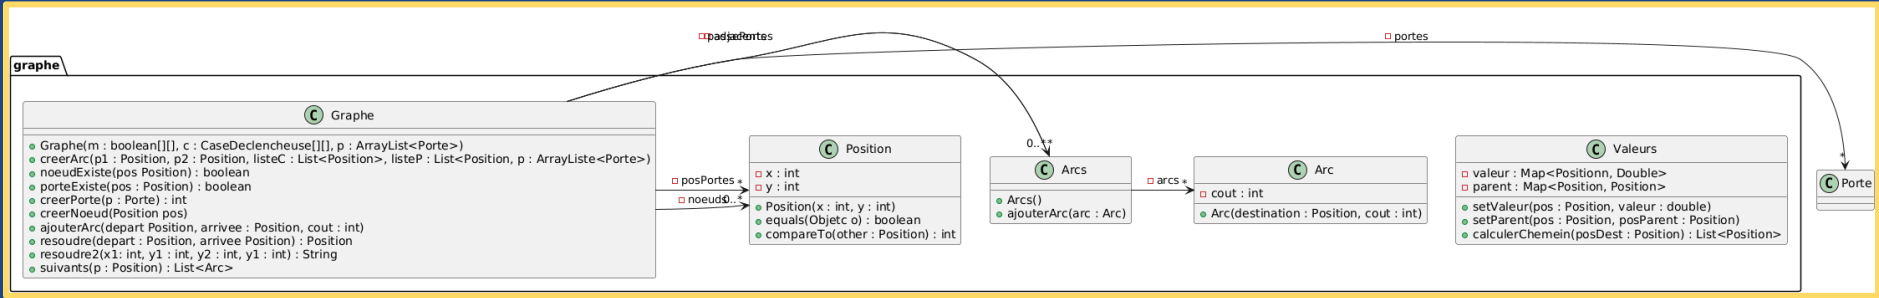 portes
graphe
C Graphe
Graphe(m : boolean[][], c : CaseDeclencheuse[][], p : ArrayList<Porte>)
creerArc(p1 : Position, p2 : Position, listeC : List<Position>, listeP : List<Position, p : ArrayListe<Porte>)
noeudExiste(pos Position) : boolean
porteExiste(pos : Position) : boolean
creerPorte(p : Porte) : int
creerNoeud(Position pos)
ajouterArc(depart Position, arrivee : Position, cout : int)
resoudre(depart : Position, arrivee Position) : Position
resoudre2(x1: int, y1 : int, y2 : int, y1 : int) : String
suivants(p : Position) : List<Arc>
posPortes *
noeuds 0..*
C Position
x : int
y : int
Position(x : int, y : int)
equals(Objetc o) : boolean
compareTo(other : Position) : int
0..*
C Arcs
Arcs()
ajouterArc(arc : Arc)
arcs *
C Arc
cout : int
Arc(destination : Position, cout : int)
C Valeurs
valeur : Map<Positionn, Double>
parent : Map<Position, Position>
setValeur(pos : Position, valeur : double)
setParent(pos : Position, posParent : Position)
calculerChemein(posDest : Position) : List<Position>
*
C Porte